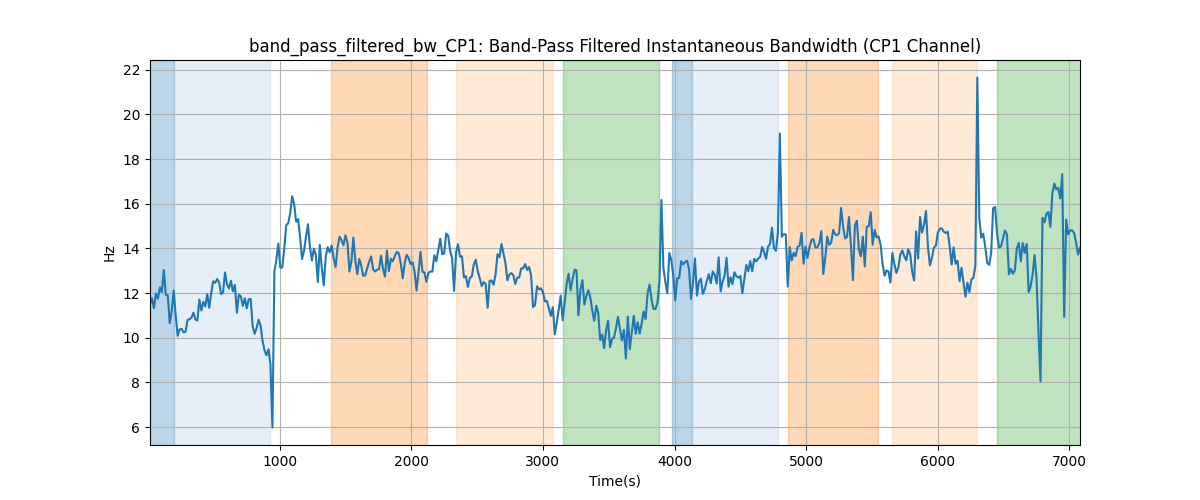 band_pass_filtered_bw_CP1: Band-Pass Filtered Instantaneous Bandwidth (CP1 Channel)
22
20
18
16
14
12
10
8
6
Hz
1000 2000 3000 4000 5000 6000 7000
Time(s)